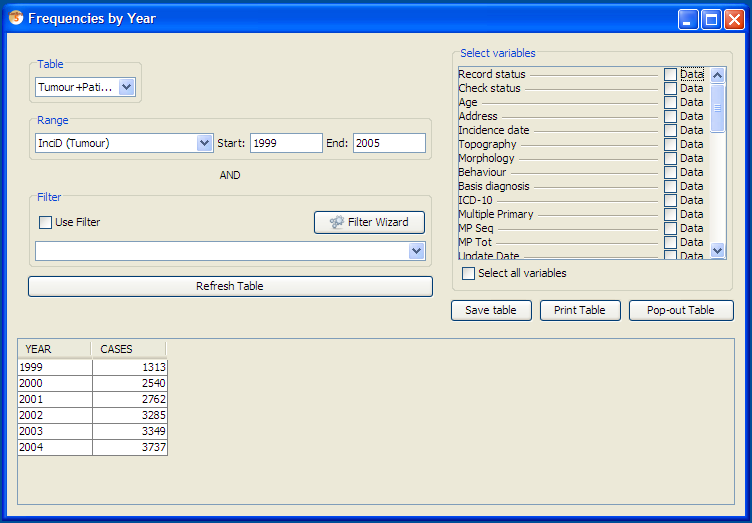 Frequencies by Year
Table
Tumour+Pati...
Range
InciD (Tumour) Start: 1999 End: 2005
AND
Filter
Use Filter Filter Wizard
Refresh Table
Select variables
Record status Data
Check status Data
Age Data
Address Data
Incidence date Data
Topography Data
Morphology Data
Behaviour Data
Basis diagnosis Data
ICD-10 Data
Multiple Primary Data
MP Seq Data
MP Tot Data
Update Date Data
Select all variables
Save table Print Table Pop-out Table
YEAR CASES
1999 1313
2000 2540
2001 2762
2002 3285
2003 3349
2004 3737